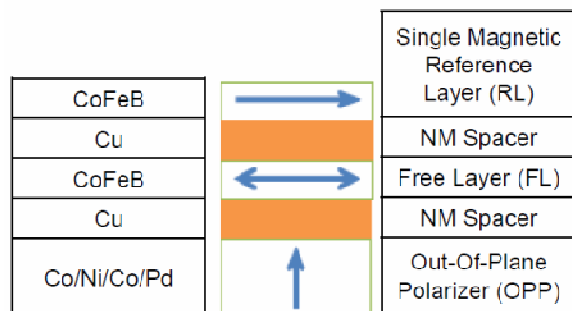 CoFeB
Cu
CoFeB
Cu
Co/Ni/Co/Pd
Single Magnetic
Reference
Layer (RL)
NM Spacer
Free Layer (FL)
NM Spacer
Out-Of-Plane
Polarizer (OPP)